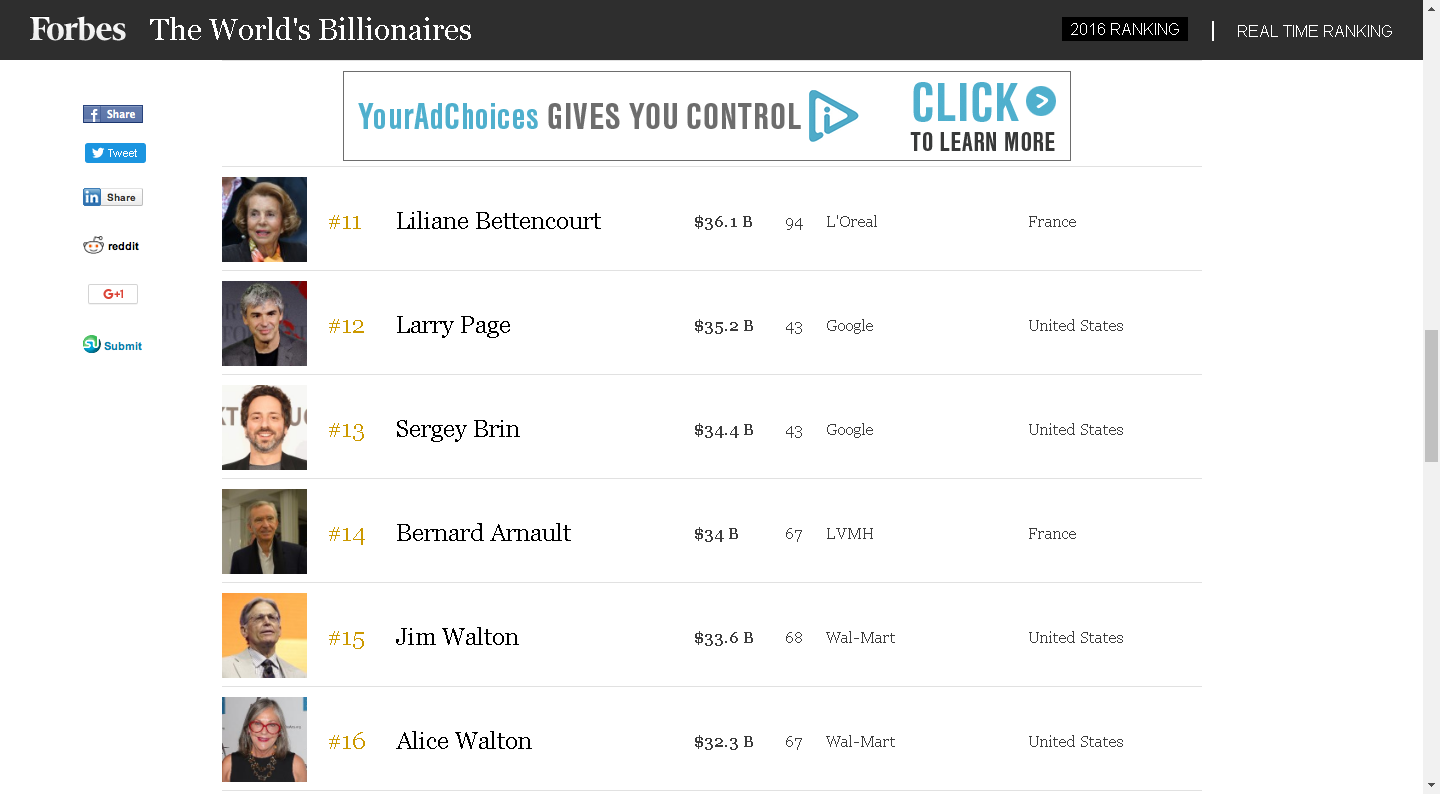 Forbes The World's Billionaires 2016 RANKING | REAL TIME RANKING
YourAdChoices GIVES YOU CONTROL
CLICK
TO LEARN MORE
f Share
Tweet
in Share
reddit
G+1
Submit
#11 Liliane Bettencourt $36.1 B 94 L'Oreal France
#12 Larry Page $35.2 B 43 Google United States
#13 Sergey Brin $34.4 B 43 Google United States
#14 Bernard Arnault $34 B 67 LVMH France
#15 Jim Walton $33.6 B 68 Wal-Mart United States
#16 Alice Walton $32.3 B 67 Wal-Mart United States